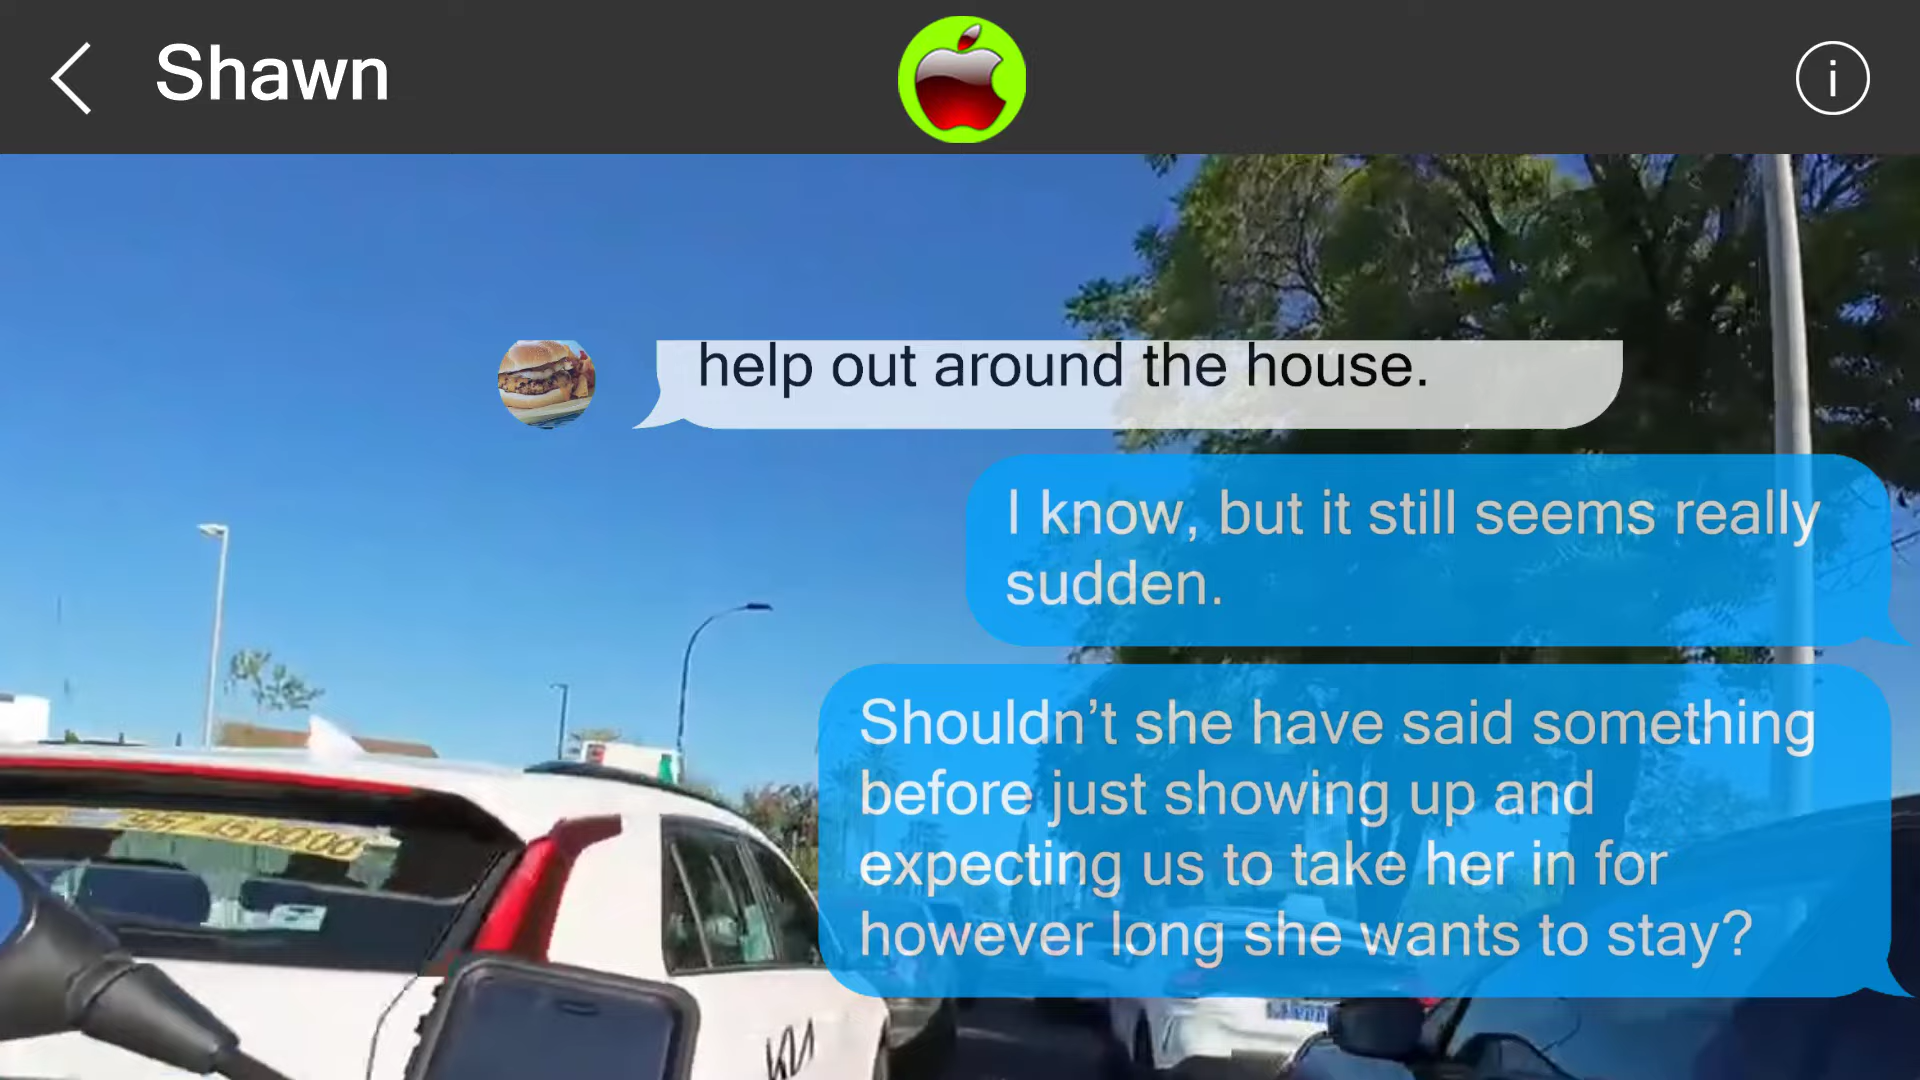 Shawn
i
help out around the house.
I know, but it still seems really
sudden.
Shouldn’t she have said something
before just showing up and
expecting us to take her in for
however long she wants to stay?
KIA